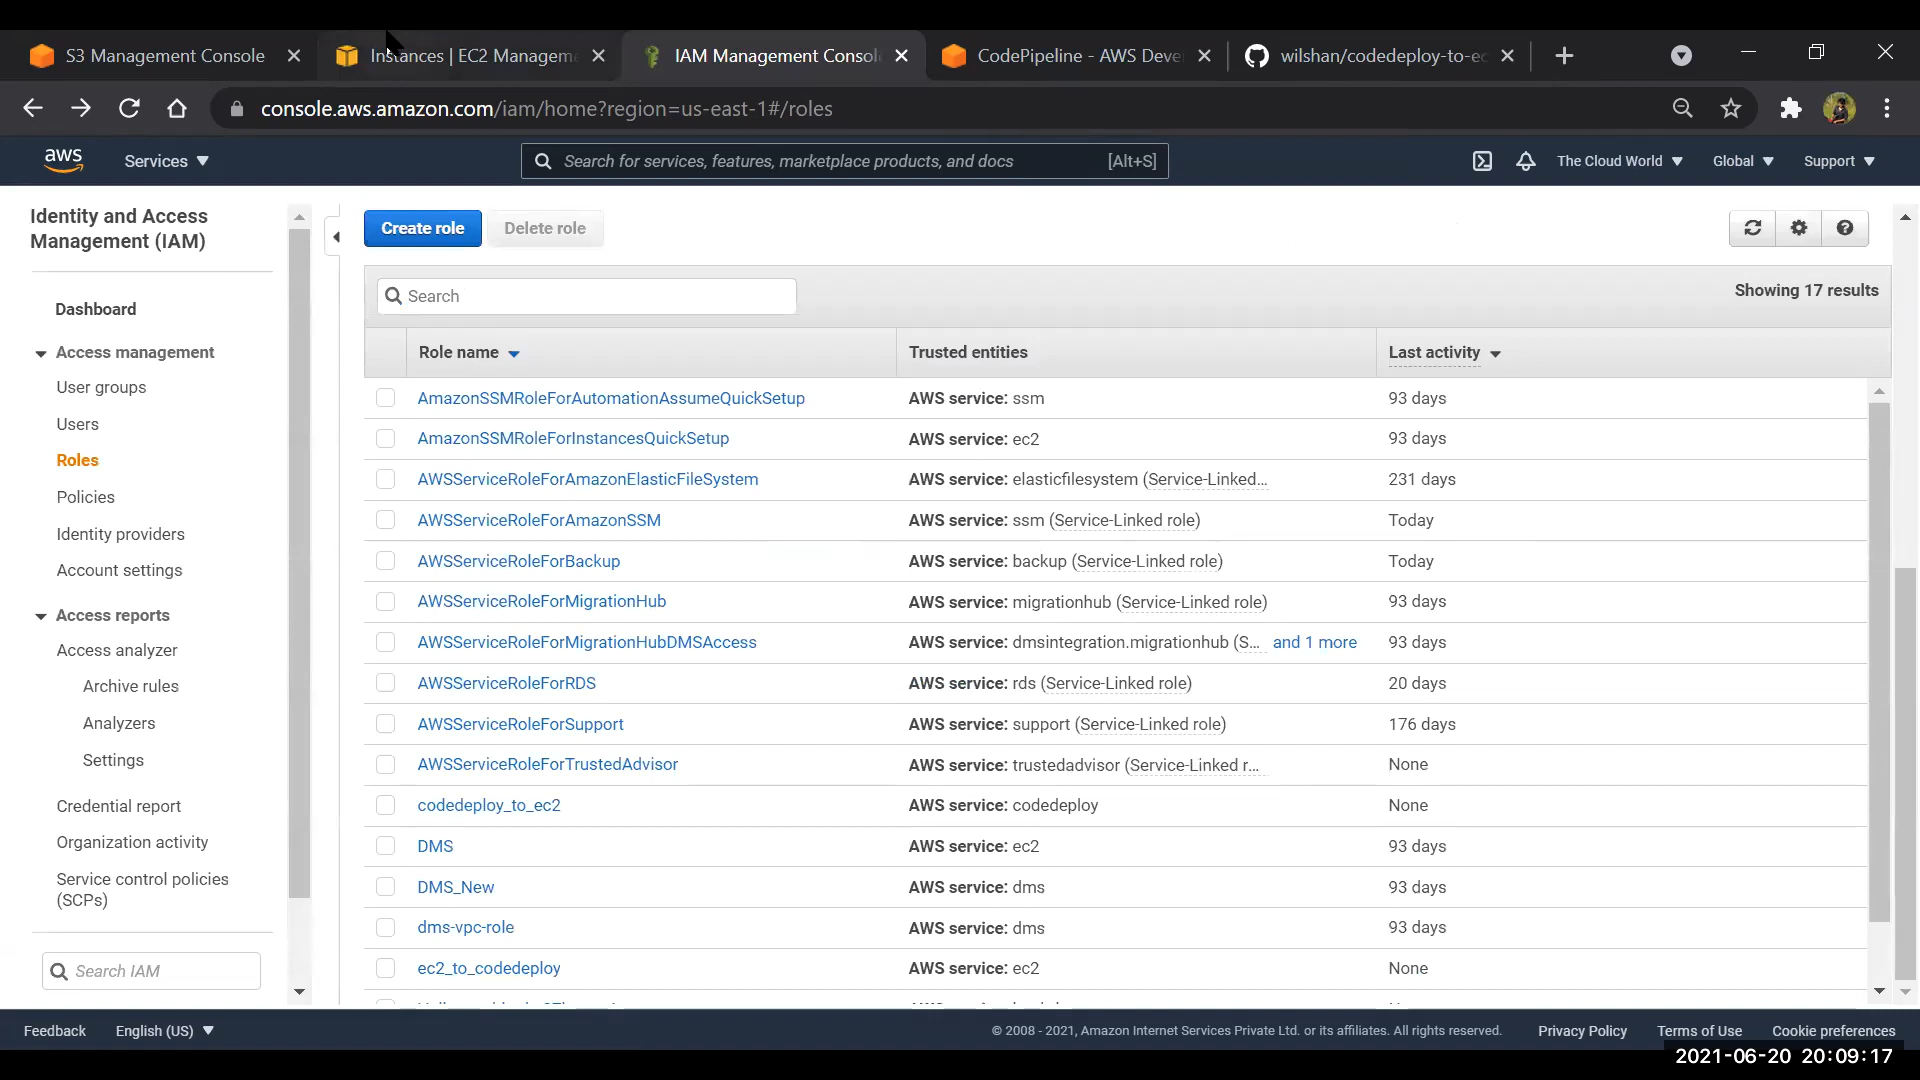 S3 Management Console
Instances | EC2 Manageme
IAM Management Consol
CodePipeline - AWS Deve
wilshan/codedeploy-to-ec
console.aws.amazon.com/iam/home?region=us-east-1#/roles
aws
Services
Search for services, features, marketplace products, and docs
[Alt+S]
The Cloud World
Global
Support
Identity and Access
Management (IAM)
Dashboard
Access management
User groups
Users
Roles
Policies
Identity providers
Account settings
Access reports
Access analyzer
Archive rules
Analyzers
Settings
Credential report
Organization activity
Service control policies
(SCPs)
Search IAM
Create role
Delete role
Search
Showing 17 results
Role name Trusted entities Last activity
AmazonSSMRoleForAutomationAssumeQuickSetup AWS service: ssm 93 days
AmazonSSMRoleForInstancesQuickSetup AWS service: ec2 93 days
AWSServiceRoleForAmazonElasticFileSystem AWS service: elasticfilesystem (Service-Linked... 231 days
AWSServiceRoleForAmazonSSM AWS service: ssm (Service-Linked role) Today
AWSServiceRoleForBackup AWS service: backup (Service-Linked role) Today
AWSServiceRoleForMigrationHub AWS service: migrationhub (Service-Linked role) 93 days
AWSServiceRoleForMigrationHubDMSAccess AWS service: dmsintegration.migrationhub (S... and 1 more 93 days
AWSServiceRoleForRDS AWS service: rds (Service-Linked role) 20 days
AWSServiceRoleForSupport AWS service: support (Service-Linked role) 176 days
AWSServiceRoleForTrustedAdvisor AWS service: trustedadvisor (Service-Linked r... None
codedeploy_to_ec2 AWS service: codedeploy None
DMS AWS service: ec2 93 days
DMS_New AWS service: dms 93 days
dms-vpc-role AWS service: dms 93 days
ec2_to_codedeploy AWS service: ec2 None
Feedback
English (US)
© 2008 - 2021, Amazon Internet Services Private Ltd. or its affiliates. All rights reserved.
Privacy Policy
Terms of Use
Cookie preferences
2021-06-20 20:09:17